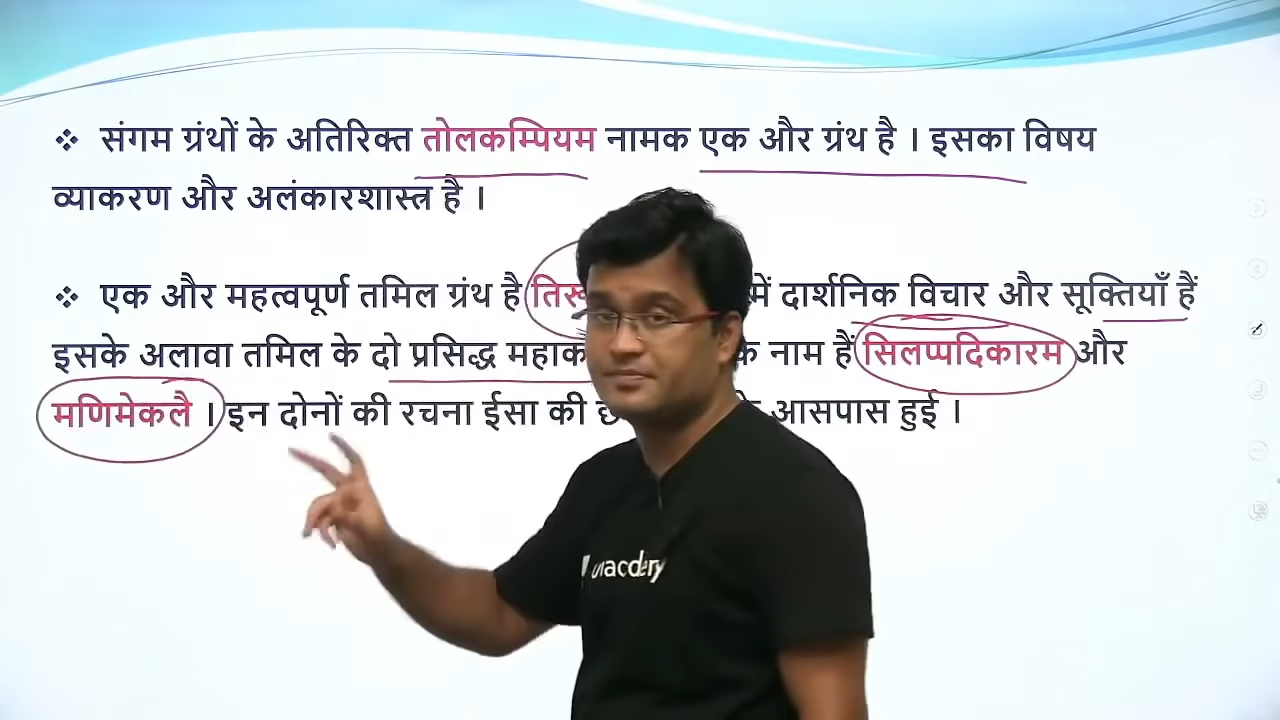 ❖ संगम ग्रंथों के अतिरिक्त तोलकम्पियम नामक एक और ग्रंथ है । इसका विषय
व्याकरण और अलंकारशास्त्र है ।
❖ एक और महत्वपूर्ण तमिल ग्रंथ है में दार्शनिक विचार और सूक्तियाँ हैं
इसके अलावा तमिल के दो प्रसिद्ध नाम हैं सिलप्पदिकारम और
मणिमेकलै । इन दोनों की रचना ईसा की आसपास हुई ।